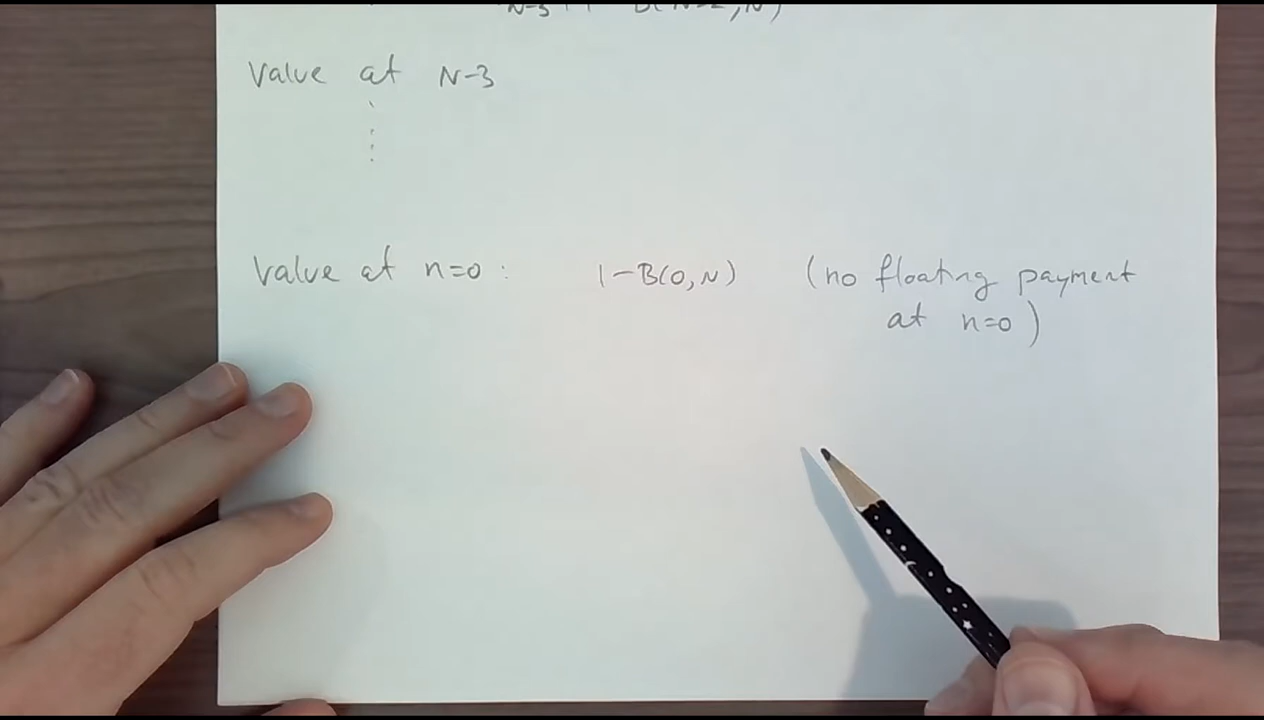 Value at N-3
Value at n=0 : 1-B(0,N) (no floating payment
at n=0)